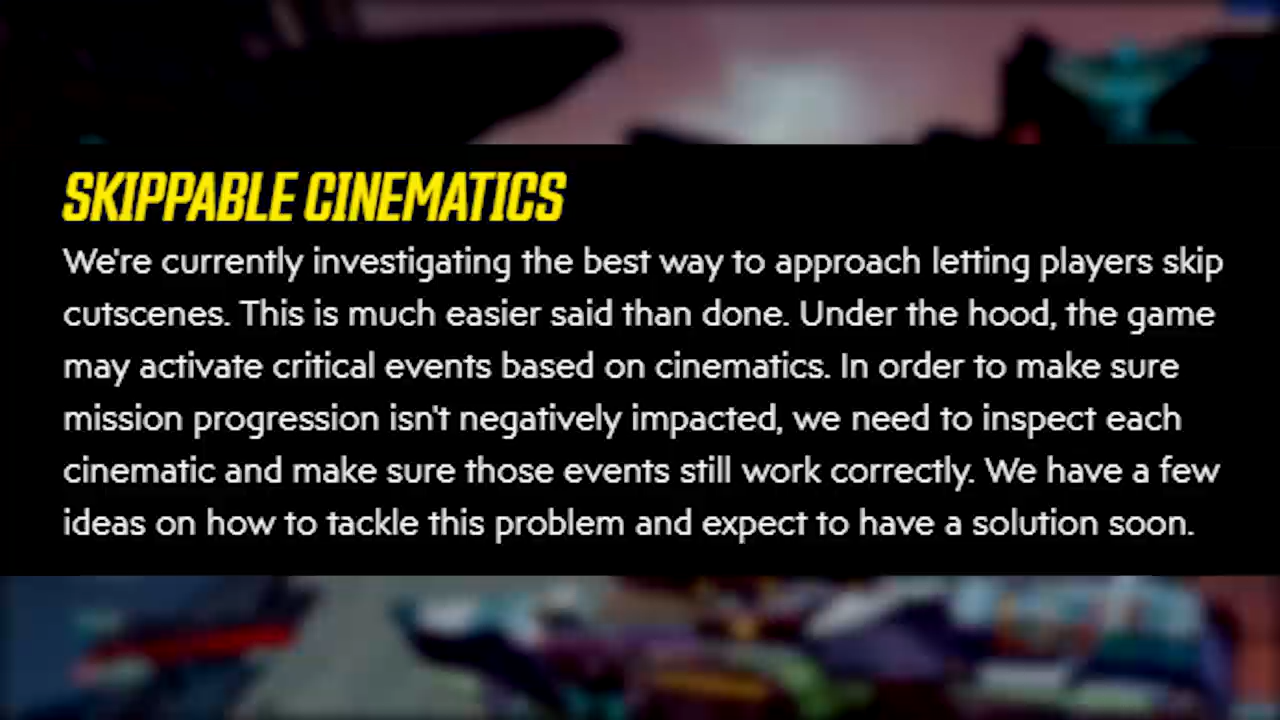 SKIPPABLE CINEMATICS
We're currently investigating the best way to approach letting players skip
cutscenes. This is much easier said than done. Under the hood, the game
may activate critical events based on cinematics. In order to make sure
mission progression isn't negatively impacted, we need to inspect each
cinematic and make sure those events still work correctly. We have a few
ideas on how to tackle this problem and expect to have a solution soon.